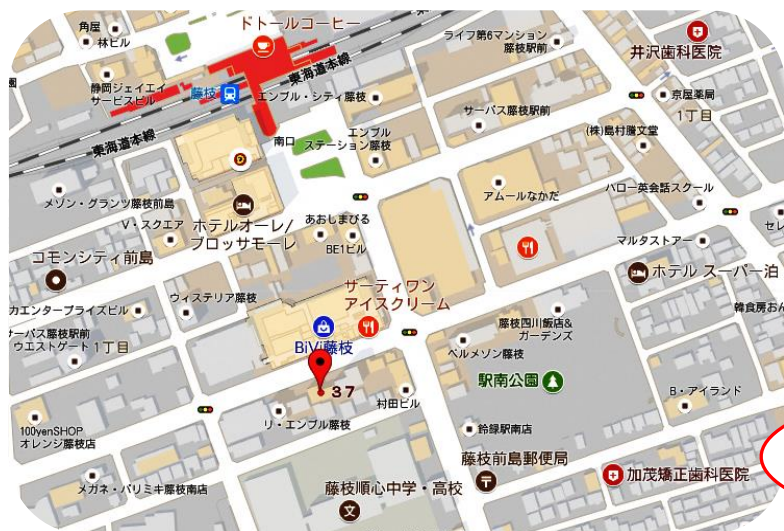 角屋
林ビル
ドトールコーヒー
ライフ第6マンション
藤枝駅前
井沢歯科医院
静岡ジェイエイ
サービスビル
藤枝
東海道本線
エンブル・シティ藤枝
京屋薬局
1丁目
サーパス藤枝駅前
東海道本線
南口
エンブル
ステーション藤枝
(株)島村騰文堂
メゾン・グランツ藤枝前島
アムールなかだ
ハロー英会話スクール
V・スクエア
ホテルオーレ/
ブロッサモーレ
あおしまびる
BE1ビル
マルタストアー
セレ
コモンシティ前島
ホテル スーパー泊
サーティワン
アイスクリーム
ウィステリア藤枝
カエンタープライズビル
藤枝四川飯店&
ガーデンズ
サーパス藤枝駅前
ウエストゲート
1丁目
BiVi藤枝
ベルメゾン藤枝
駅南公園
B・アイランド
37
村田ビル
100yenSHOP
オレンジ藤枝店
リ・エンブル藤枝
鈴録駅南店
藤枝前島郵便局
メガネ・パリミキ藤枝南店
藤枝順心中学・高校
加茂矯正歯科医院